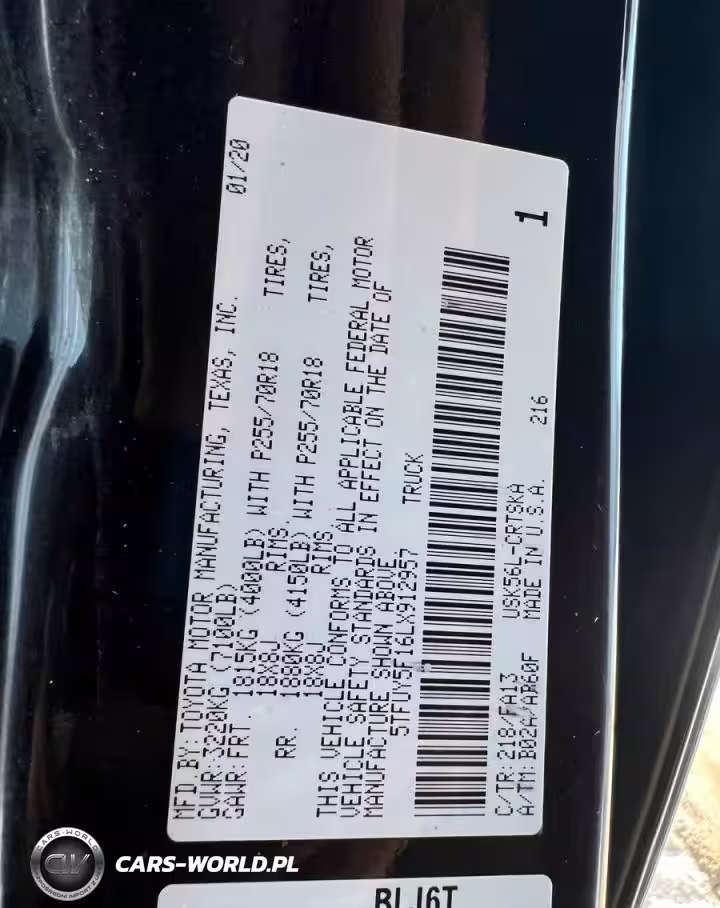 MFD BY: TOYOTA MOTOR MANUFACTURING, TEXAS, INC. 01/20
GVWR: 3220KG (7100LB)
GAWR: FRT. 1815KG (4000LB) WITH P255/70R18 TIRES,
18X8J RIMS,
RR. 1880KG (4150LB) WITH P255/70R18 TIRES,
18X8J RIMS,
THIS VEHICLE CONFORMS TO ALL APPLICABLE FEDERAL MOTOR
VEHICLE SAFETY STANDARDS IN EFFECT ON THE DATE OF
MANUFACTURE SHOWN ABOVE
5TFUY5F16LX912957 TRUCK
C/TR: 218/FA13 USK56L-CRTSKA
A/TM: B02A/AB60F MADE IN U.S.A. 216
1
CARS-WORLD
CW
CARS-WORLD.PL